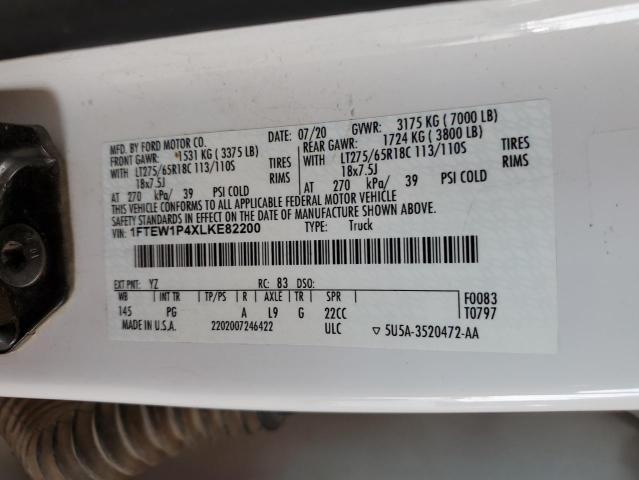 MFD. BY FORD MOTOR CO.
07/20 GVWR: 3175 KG ( 7000 LB)
FRONT GAWR: 1531 KG ( 3375 LB)
REAR GAWR: 1724 KG ( 3800 LB)
WITH LT275/65R18C 113/110S TIRES
WITH LT275/65R18C 113/110S TIRES
18x7.5J RIMS
18x7.5J RIMS
AT 270 kPa/ 39 PSI COLD
AT 270 kPa/ 39 PSI COLD
THIS VEHICLE CONFORMS TO ALL APPLICABLE FEDERAL MOTOR VEHICLE
SAFETY STANDARDS IN EFFECT ON THE DATE OF MANUFACTURE SHOWN ABOVE.
VIN: 1FTEW1P4XLKE82200 TYPE: Truck
EXT PNT: YZ RC: 83 DSO:
WB INT TR TP/PS R AXLE TR SPR F0083
145 PG A L9 G 22CC T0797
MADE IN U.S.A. 2202007246422 ULC ▽ 5U5A-3520472-AA